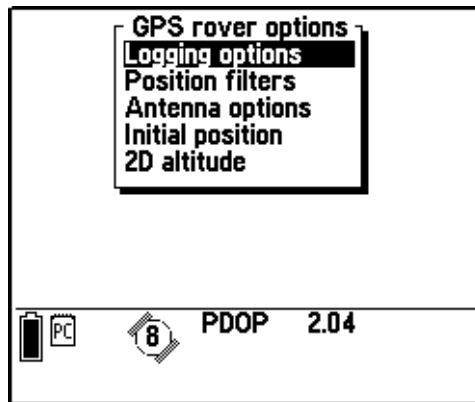 GPS rover options
Logging options
Position filters
Antenna options
Initial position
2D altitude
PC 8 PDOP 2.04